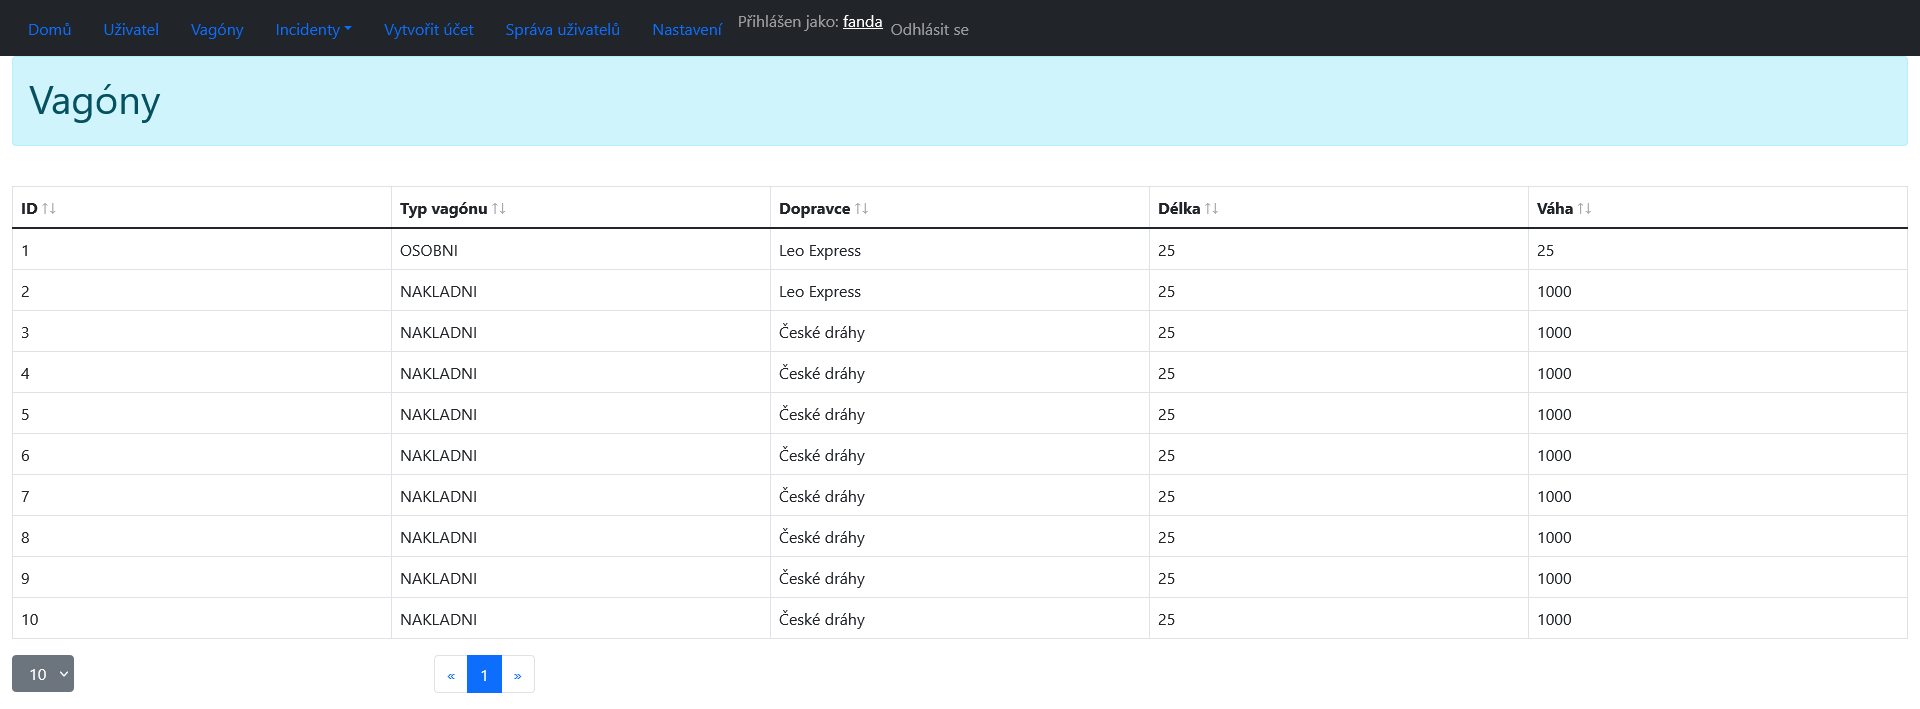 Domů Uživatel Vagóny Incidenty Vytvořit účet Správa uživatelů Nastavení Přihlášen jako: fanda Odhlásit se
Vagóny
ID Typ vagónu Dopravce Délka Váha
1 OSOBNI Leo Express 25 25
2 NAKLADNI Leo Express 25 1000
3 NAKLADNI České dráhy 25 1000
4 NAKLADNI České dráhy 25 1000
5 NAKLADNI České dráhy 25 1000
6 NAKLADNI České dráhy 25 1000
7 NAKLADNI České dráhy 25 1000
8 NAKLADNI České dráhy 25 1000
9 NAKLADNI České dráhy 25 1000
10 NAKLADNI České dráhy 25 1000
10 « 1 »